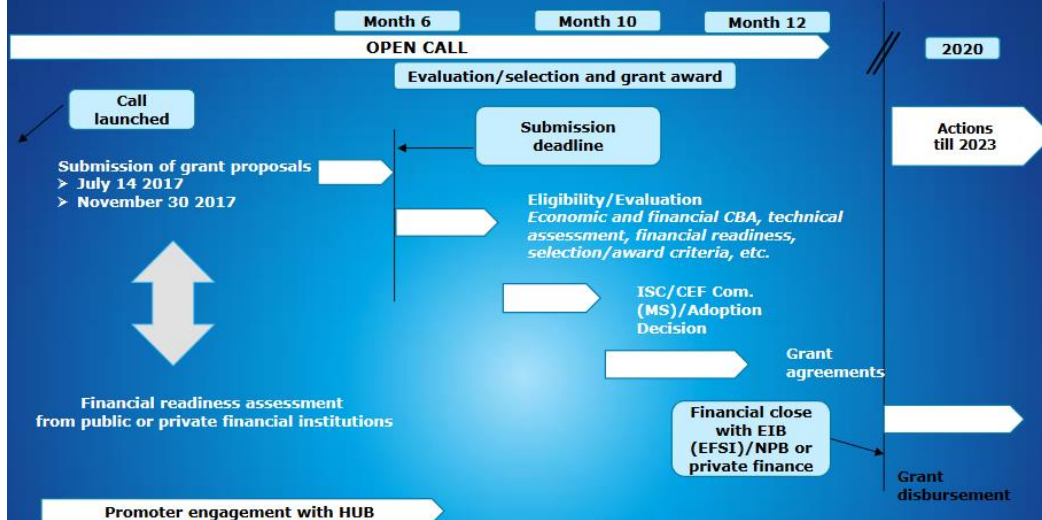 Month 6
Month 10
Month 12
OPEN CALL
2020
Evaluation/selection and grant award
Call
launched
Submission
deadline
Actions
till 2023
Submission of grant proposals
➢ July 14 2017
➢ November 30 2017
Eligibility/Evaluation
Economic and financial CBA, technical
assessment, financial readiness,
selection/award criteria, etc.
ISC/CEF Com.
(MS)/Adoption
Decision
Grant
agreements
Financial readiness assessment
from public or private financial institutions
Financial close
with EIB
(EFSI)/NPB or
private finance
Grant
disbursement
Promoter engagement with HUB